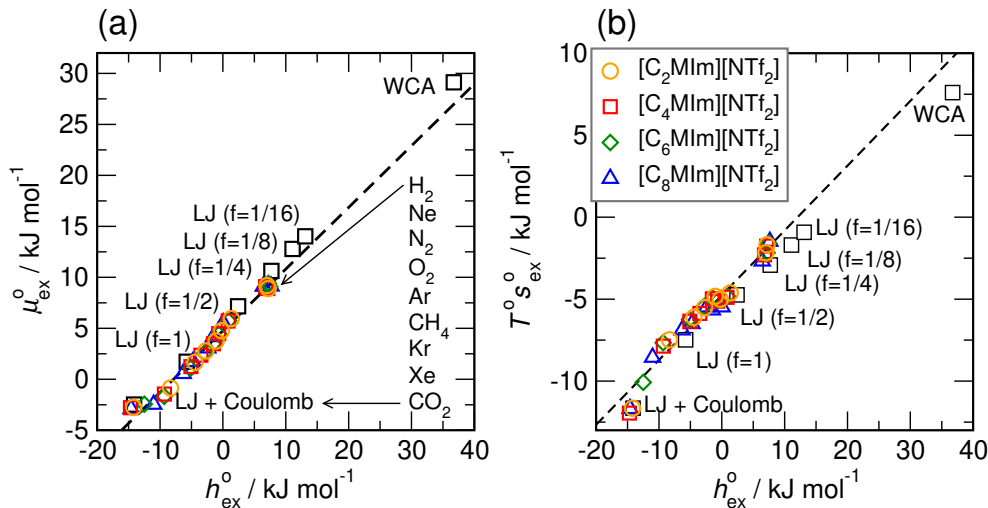 (a)
30
25
20
15
10
5
0
-5
-20
-10
0
10
20
30
40
μ°ex / kJ mol⁻¹
h°ex / kJ mol⁻¹
WCA
LJ (f=1/16)
LJ (f=1/8)
LJ (f=1/4)
LJ (f=1/2)
LJ (f=1)
LJ + Coulomb
H₂
Ne
N₂
O₂
Ar
CH₄
Kr
Xe
CO₂
(b)
10
5
0
-5
-10
-20
-10
0
10
20
30
40
T°s°ex / kJ mol⁻¹
h°ex / kJ mol⁻¹
[C₂MIm][NTf₂]
[C₄MIm][NTf₂]
[C₆MIm][NTf₂]
[C₈MIm][NTf₂]
WCA
LJ (f=1/16)
LJ (f=1/8)
LJ (f=1/4)
LJ (f=1/2)
LJ (f=1)
LJ + Coulomb